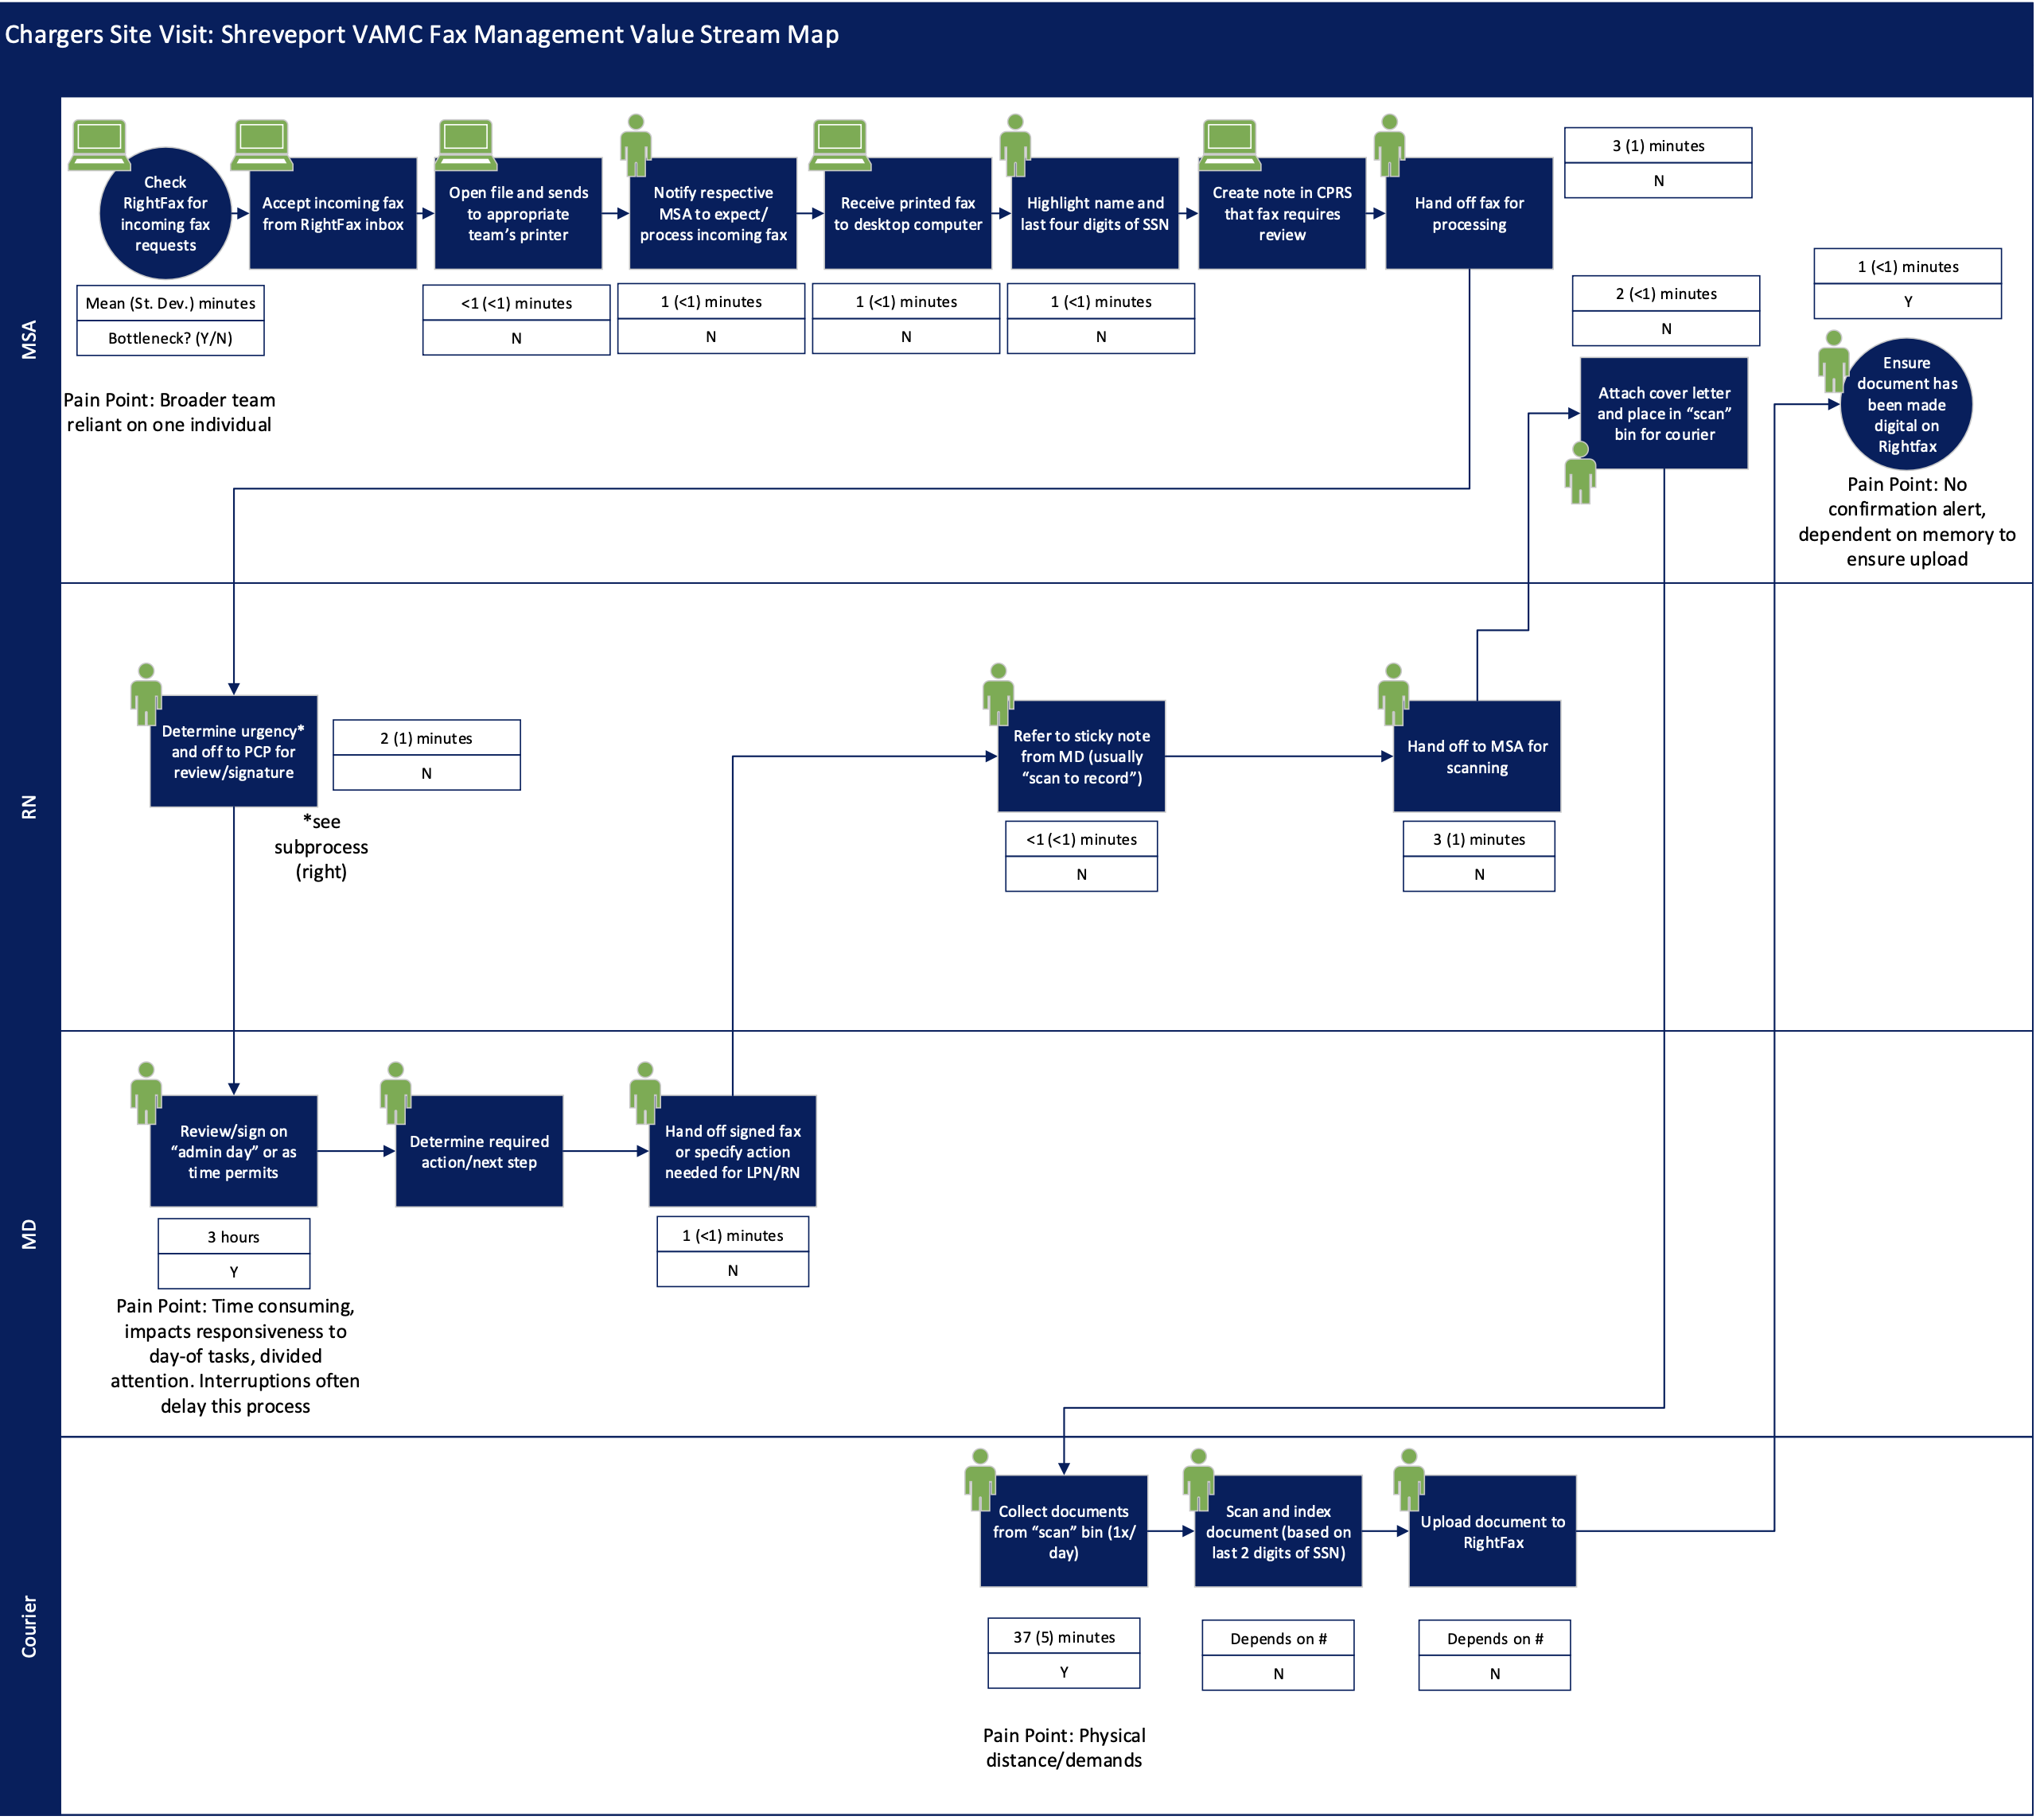 Chargers Site Visit: Shreveport VAMC Fax Management Value Stream Map
MSA
Check
RightFax for
incoming fax
requests
Accept incoming fax
from RightFax inbox
Open file and sends
to appropriate
team's printer
Notify respective
MSA to expect/
process incoming fax
Receive printed fax
to desktop computer
Highlight name and
last four digits of SSN
Create note in CPRS
that fax requires
review
Hand off fax for
processing
3 (1) minutes
N
Mean (St. Dev.) minutes
Bottleneck? (Y/N)
<1 (<1) minutes
N
1 (<1) minutes
N
1 (<1) minutes
N
1 (<1) minutes
N
Pain Point: Broader team
reliant on one individual
2 (<1) minutes
N
Attach cover letter
and place in “scan”
bin for courier
1 (<1) minutes
Y
Ensure
document has
been made
digital on
Rightfax
Pain Point: No
confirmation alert,
dependent on memory to
ensure upload
RN
Determine urgency*
and off to PCP for
review/signature
2 (1) minutes
N
*see
subprocess
(right)
Refer to sticky note
from MD (usually
“scan to record”)
<1 (<1) minutes
N
Hand off to MSA for
scanning
3 (1) minutes
N
MD
Review/sign on
“admin day” or as
time permits
3 hours
Y
Pain Point: Time consuming,
impacts responsiveness to
day-of tasks, divided
attention. Interruptions often
delay this process
Determine required
action/next step
Hand off signed fax
or specify action
needed for LPN/RN
1 (<1) minutes
N
Courier
Collect documents
from “scan” bin (1x/
day)
37 (5) minutes
Y
Pain Point: Physical
distance/demands
Scan and index
document (based on
last 2 digits of SSN)
Depends on #
N
Upload document to
RightFax
Depends on #
N